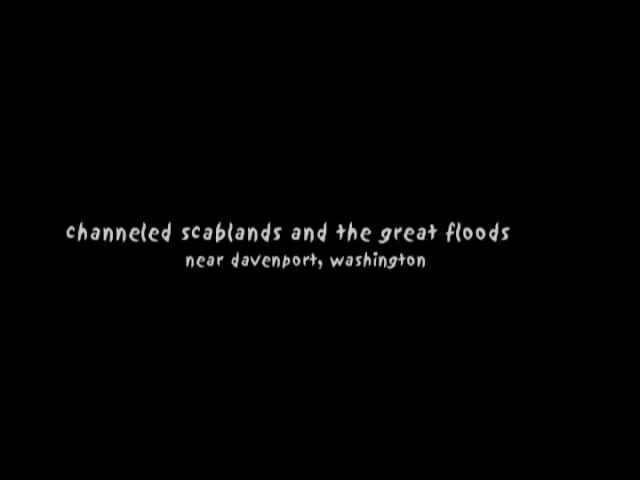 channeled scablands and the great floods
near davenport, washington